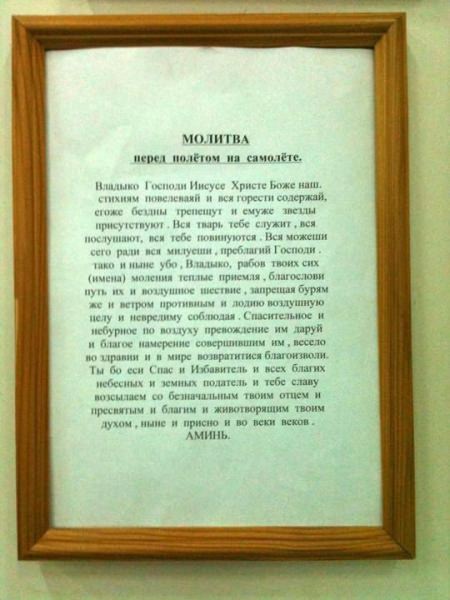 МОЛИТВА
перед полётом на самолёте.
Владыко Господи Иисусе Христе Боже наш.
стихиям повелеваяй и вся горести содержай,
егоже бездны трепещут и емуже звезды
присутствуют . Вся тварь тебе служит , вся
послушают, вся тебе повинуются . Вся можеши
сего ради вся милуеши , преблагий Господи .
тако и ныне убо , Владыко, рабов твоих сих
(имена) моления теплые приемля , благослови
путь их и воздушное шествие , запрещая бурям
же и ветром противным и лодию воздушную
целу и невредиму соблюдая . Спасительное и
небурное по воздуху превождение им даруй
и благое намерение совершившим им , весело
во здравии и в мире возвратитися благоизволи.
Ты бо еси Спас и Избавитель и всех благих
небесных и земных податель и тебе славу
возсылаем со безначальным твоим отцем и
пресвятым и благим и животворящим твоим
духом , ныне и присно и во веки веков .
АМИНЬ.